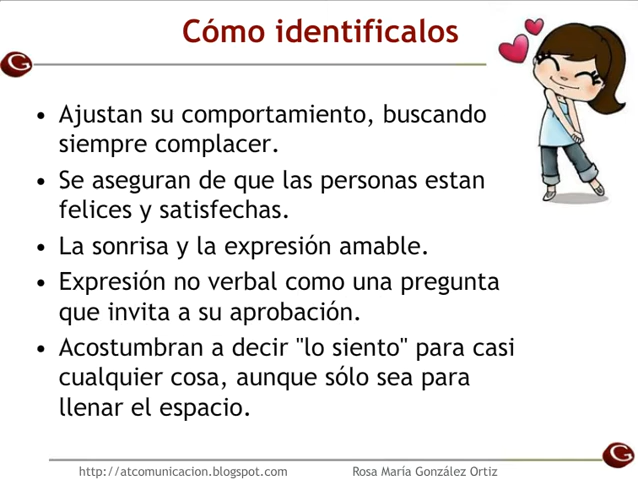 Cómo identificalos
G
• Ajustan su comportamiento, buscando
siempre complacer.
• Se aseguran de que las personas estan
felices y satisfechas.
• La sonrisa y la expresión amable.
• Expresión no verbal como una pregunta
que invita a su aprobación.
• Acostumbran a decir "lo siento" para casi
cualquier cosa, aunque sólo sea para
llenar el espacio.
G
http://atcomunicacion.blogspot.com Rosa María González Ortiz